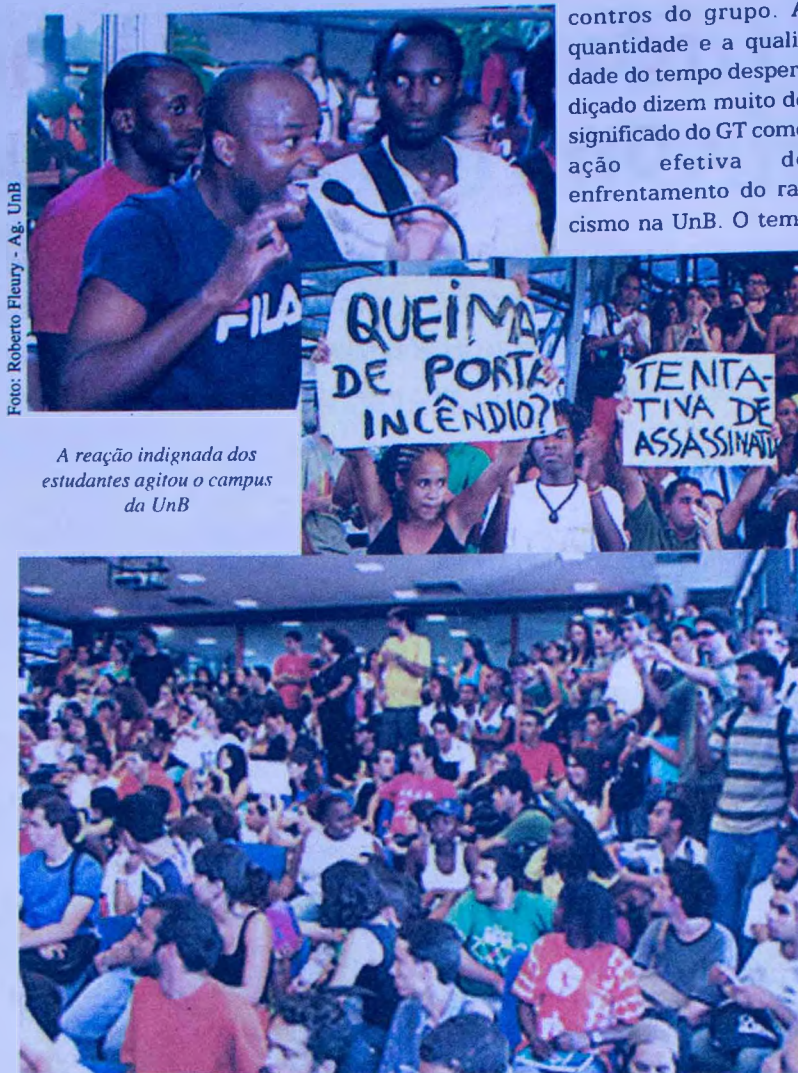 contros do grupo. A
quantidade e a quali-
dade do tempo desper-
diçado dizem muito do
significado do GT como
ação efetiva de
enfrentamento do ra-
cismo na UnB. O tem-
Foto: Roberto Fleury - Ag. UnB
FILA
QUEIMA
DE PORTA
INCÊNDIO?
TENTA-
TIVA DE
ASSASSINATO
A reação indignada dos
estudantes agitou o campus
da UnB